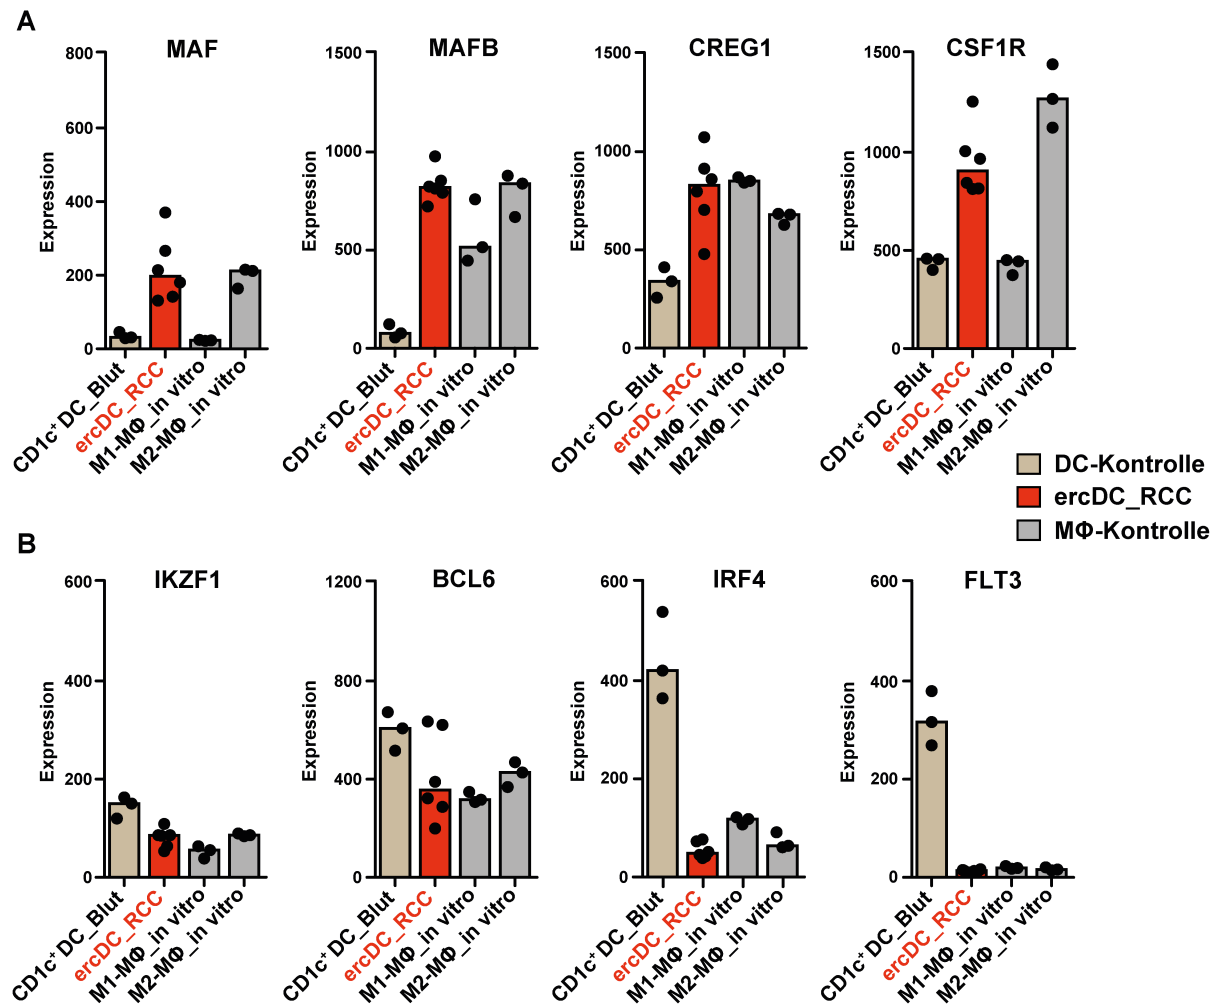 A
MAF
MAFB
CREG1
CSF1R
Expression
800
600
400
200
0
CD1c⁺ DC_Blut
ercDC_RCC
M1-MΦ_in vitro
M2-MΦ_in vitro
Expression
1500
1000
500
0
CD1c⁺ DC_Blut
ercDC_RCC
M1-MΦ_in vitro
M2-MΦ_in vitro
Expression
1500
1000
500
0
CD1c⁺ DC_Blut
ercDC_RCC
M1-MΦ_in vitro
M2-MΦ_in vitro
Expression
1500
1000
500
0
CD1c⁺ DC_Blut
ercDC_RCC
M1-MΦ_in vitro
M2-MΦ_in vitro
DC-Kontrolle
ercDC_RCC
MΦ-Kontrolle
B
IKZF1
BCL6
IRF4
FLT3
Expression
600
400
200
0
CD1c⁺ DC_Blut
ercDC_RCC
M1-MΦ_in vitro
M2-MΦ_in vitro
Expression
1200
800
400
0
CD1c⁺ DC_Blut
ercDC_RCC
M1-MΦ_in vitro
M2-MΦ_in vitro
Expression
600
400
200
0
CD1c⁺ DC_Blut
ercDC_RCC
M1-MΦ_in vitro
M2-MΦ_in vitro
Expression
600
400
200
0
CD1c⁺ DC_Blut
ercDC_RCC
M1-MΦ_in vitro
M2-MΦ_in vitro